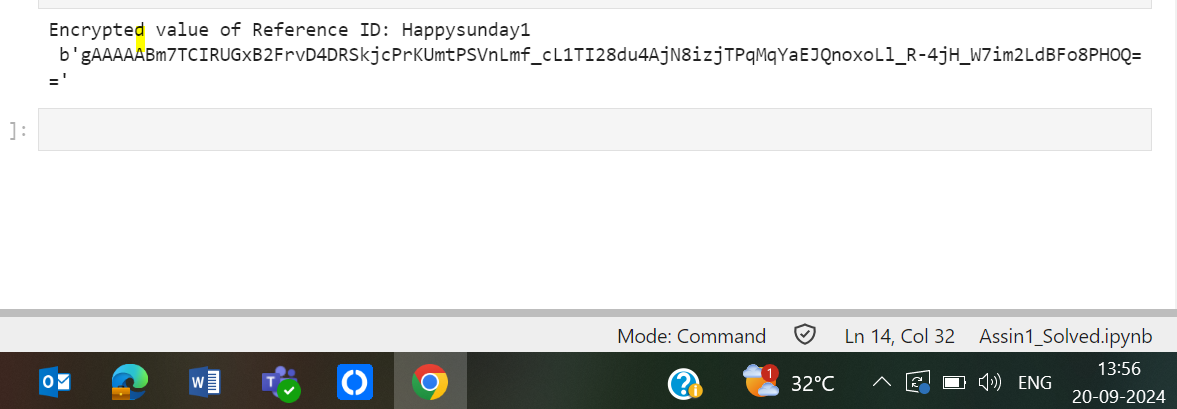 Encrypted value of Reference ID: Happysunday1
b'gAAAAABm7TCIRUGxB2FrvD4DRSkjcPrKUmtPSVnLmf_cL1TI28du4AjN8izjTPqMqYaEJQnoxoLl_R-4jH_W7im2LdBFo8PHOQ=
='
]:
Mode: Command Ln 14, Col 32 Assin1_Solved.ipynb
1 32°C ENG 13:56
20-09-2024